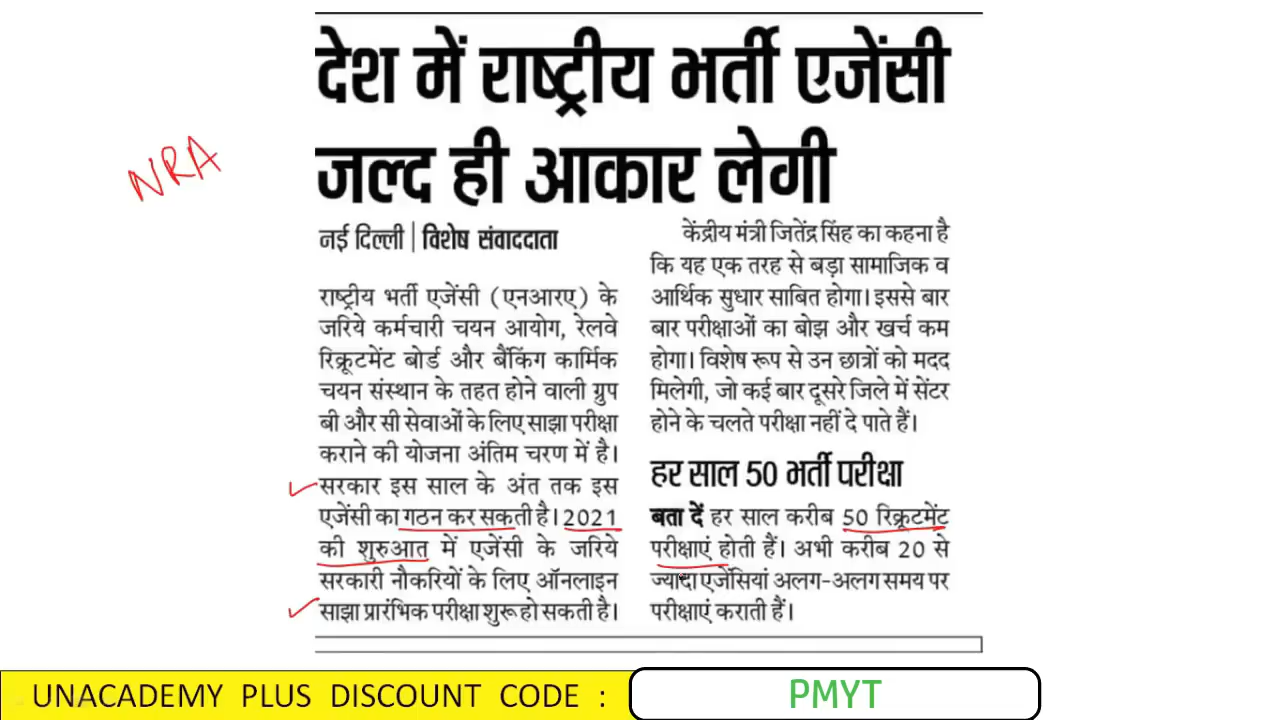 देश में राष्ट्रीय भर्ती एजेंसी
जल्द ही आकार लेगी
NRA
नई दिल्ली | विशेष संवाददाता
राष्ट्रीय भर्ती एजेंसी (एनआरए) के
जरिये कर्मचारी चयन आयोग, रेलवे
रिक्रूटमेंट बोर्ड और बैंकिंग कार्मिक
चयन संस्थान के तहत होने वाली ग्रुप
बी और सी सेवाओं के लिए साझा परीक्षा
कराने की योजना अंतिम चरण में है।
सरकार इस साल के अंत तक इस
एजेंसी का गठन कर सकती है। 2021
की शुरुआत में एजेंसी के जरिये
सरकारी नौकरियों के लिए ऑनलाइन
साझा प्रारंभिक परीक्षा शुरू हो सकती है।
केंद्रीय मंत्री जितेंद्र सिंह का कहना है
कि यह एक तरह से बड़ा सामाजिक व
आर्थिक सुधार साबित होगा। इससे बार
बार परीक्षाओं का बोझ और खर्च कम
होगा। विशेष रूप से उन छात्रों को मदद
मिलेगी, जो कई बार दूसरे जिले में सेंटर
होने के चलते परीक्षा नहीं दे पाते हैं।
हर साल 50 भर्ती परीक्षा
बता दें हर साल करीब 50 रिक्रूटमेंट
परीक्षाएं होती हैं। अभी करीब 20 से
ज्यादा एजेंसियां अलग-अलग समय पर
परीक्षाएं कराती हैं।
UNACADEMY PLUS DISCOUNT CODE : PMYT